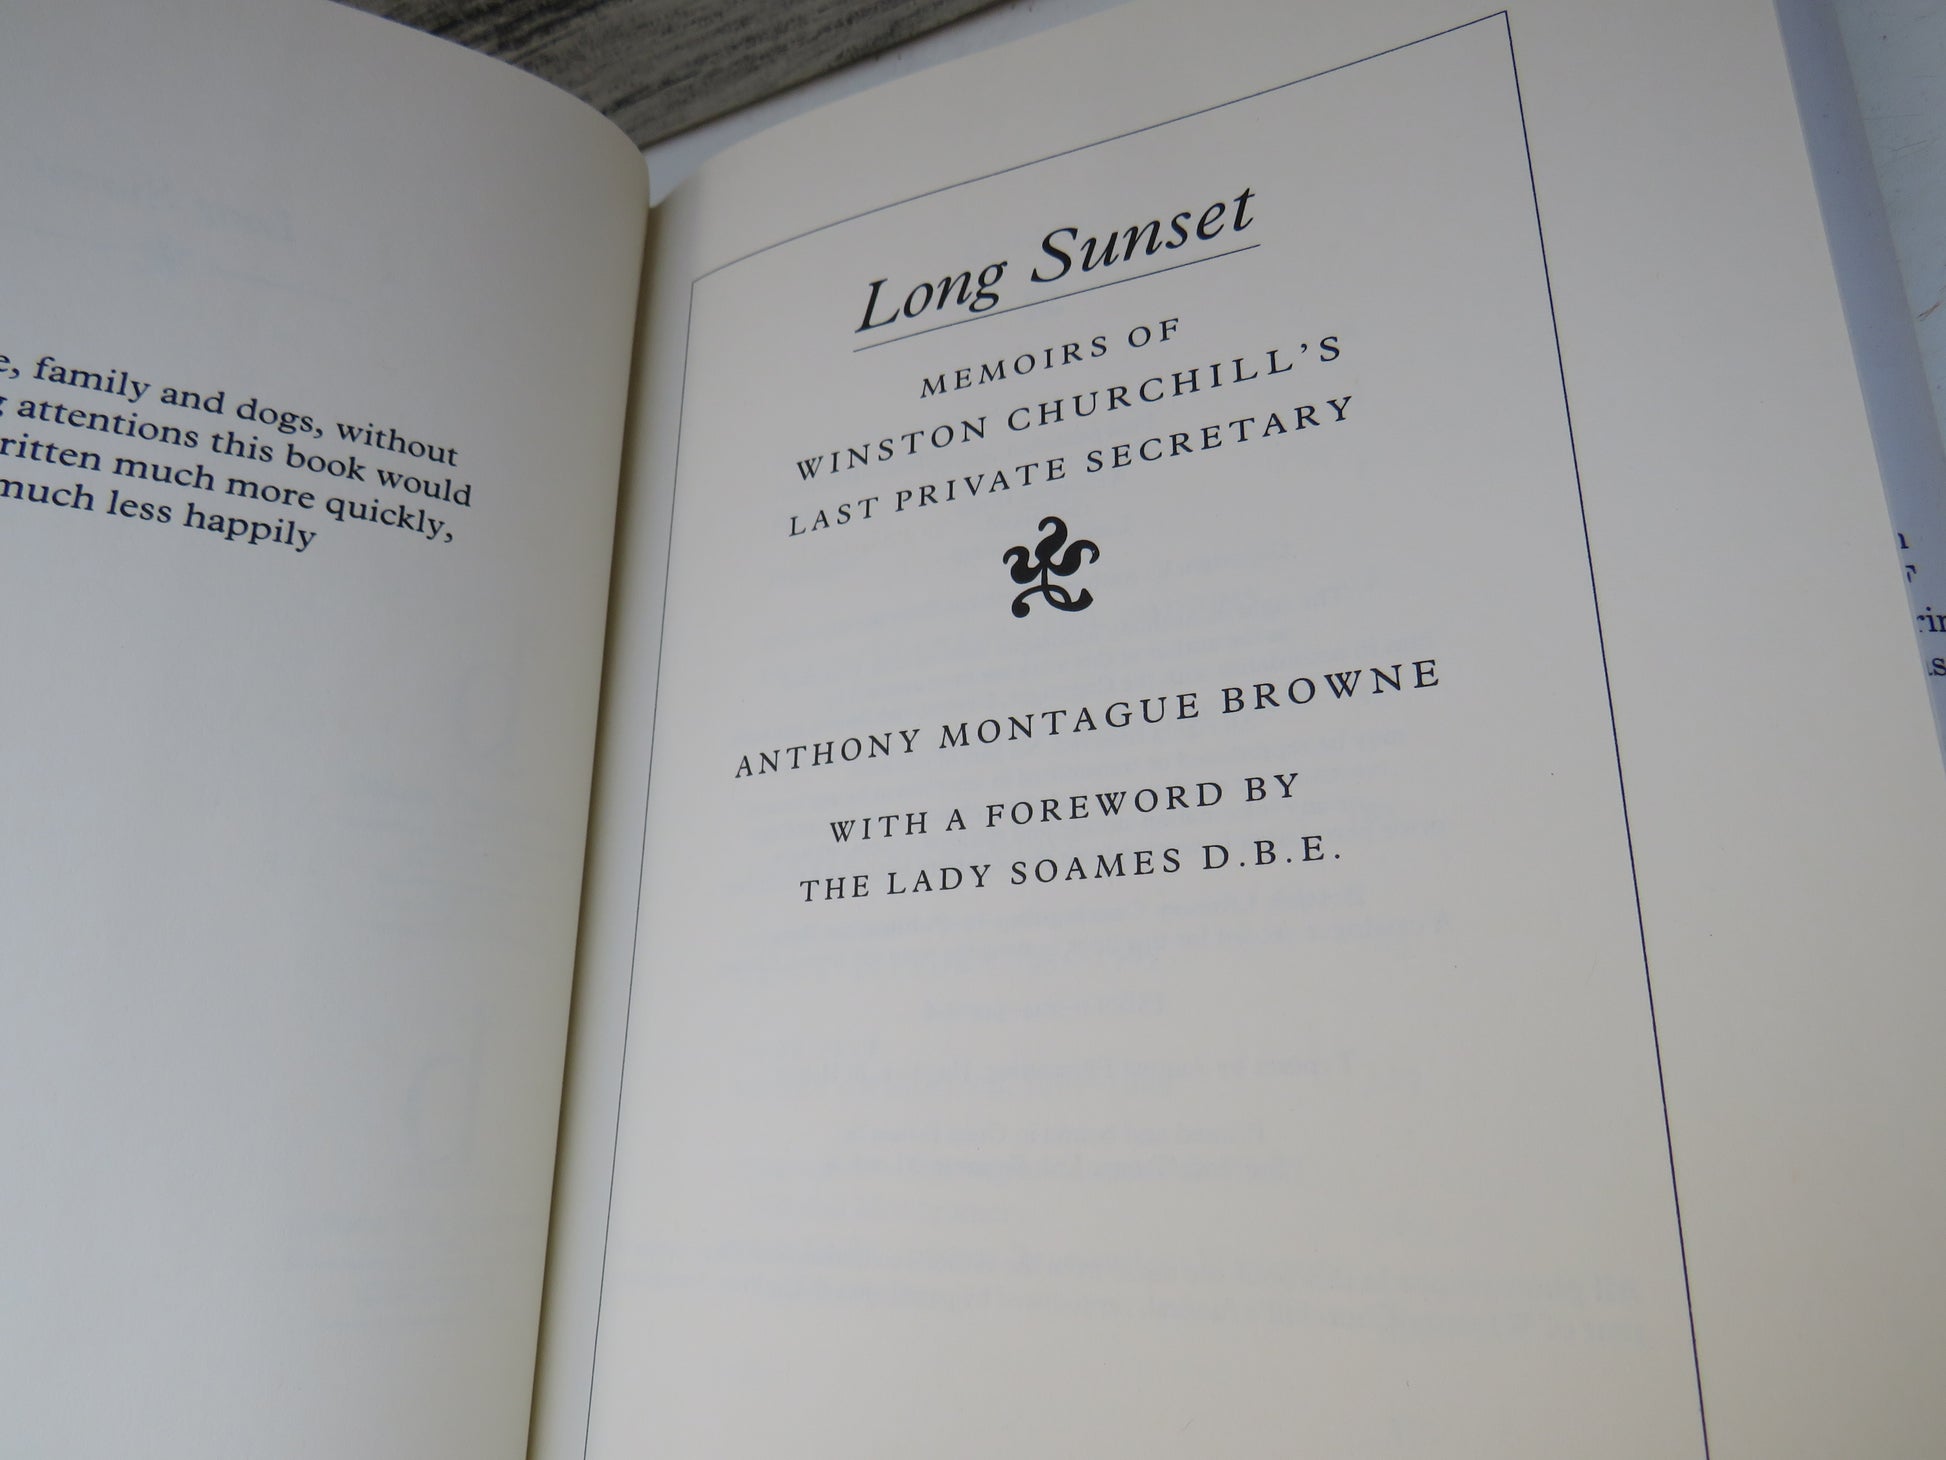 family and dogs, without
attentions this book would
much more quickly,
much less happily
Long Sunset
MEMOIRS OF
WINSTON CHURCHILL'S
LAST PRIVATE SECRETARY
ANTHONY MONTAGUE BROWNE
WITH A FOREWORD BY
THE LADY SOAMES D.B.E.